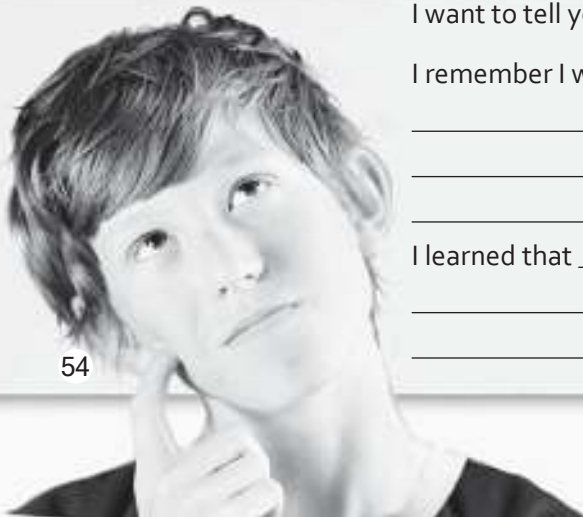 I want to tell y
I remember I w
I learned that
54